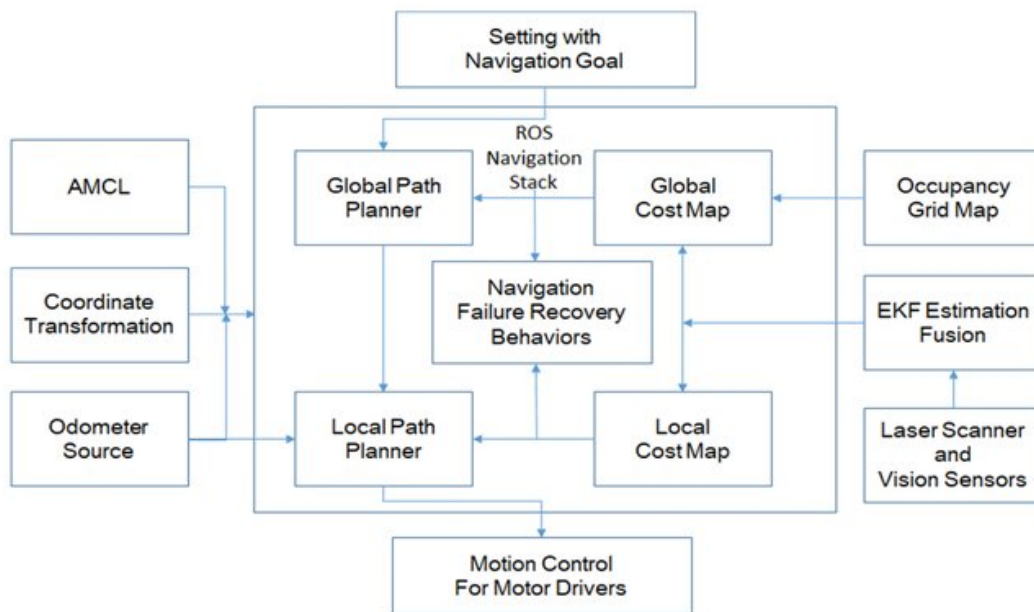 Setting with
Navigation Goal
ROS
Navigation
Stack
AMCL
Global Path
Planner
Global
Cost Map
Occupancy
Grid Map
Coordinate
Transformation
Navigation
Failure Recovery
Behaviors
EKF Estimation
Fusion
Odometer
Source
Local Path
Planner
Local
Cost Map
Laser Scanner
and
Vision Sensors
Motion Control
For Motor Drivers